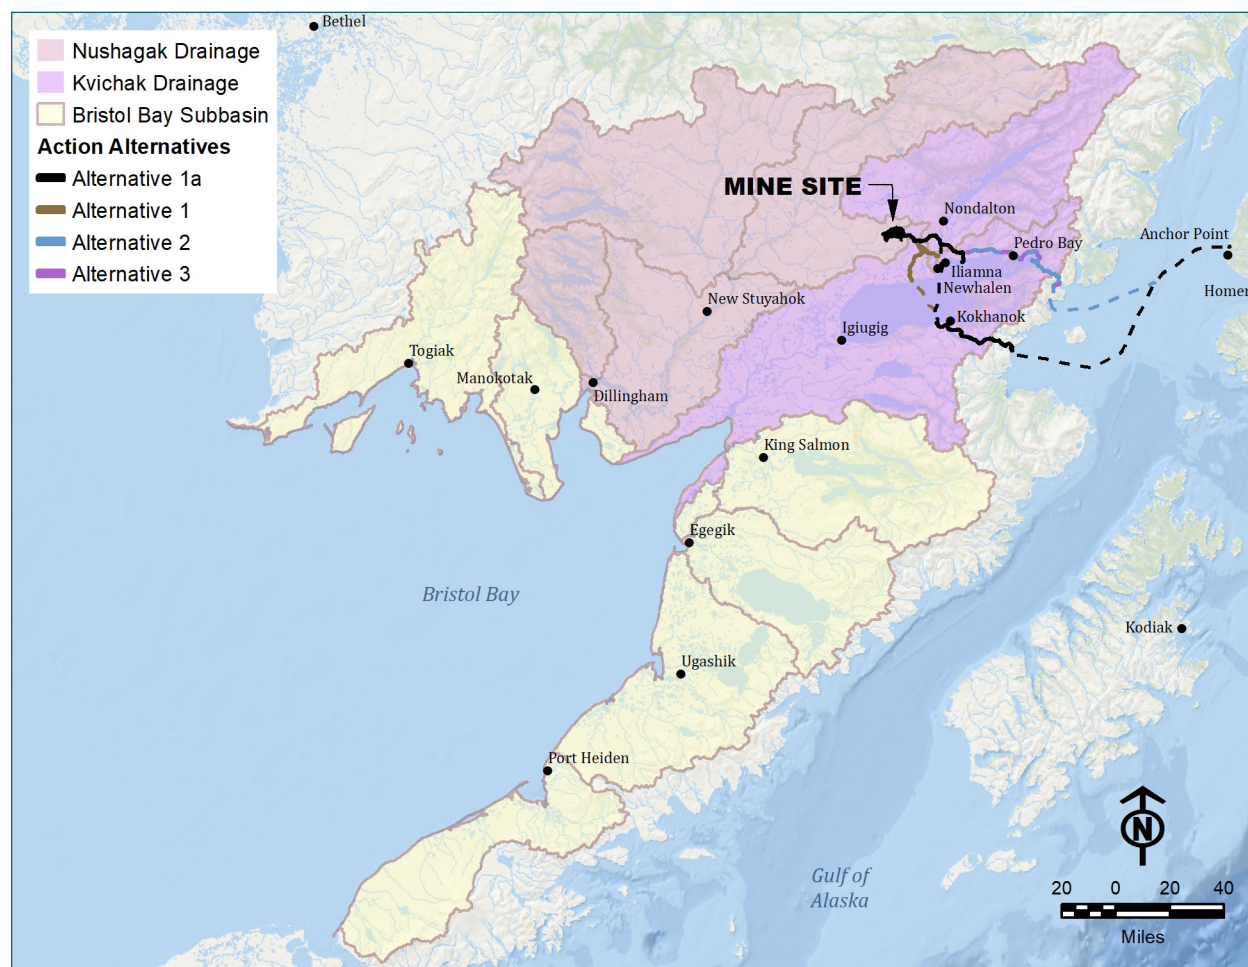 Bethel
Nushagak Drainage
Kvichak Drainage
Bristol Bay Subbasin
Action Alternatives
Alternative 1a
Alternative 1
Alternative 2
Alternative 3
MINE SITE
Nondalton
Pedro Bay
Anchor Point
Iliamna
Newhalen
Homer
New Stuyahok
Kokhanok
Igiugig
Togiak
Manokotak
Dillingham
King Salmon
Egegik
Bristol Bay
Kodiak
Ugashik
Port Heiden
N
Gulf of
Alaska
20 0 20 40
Miles